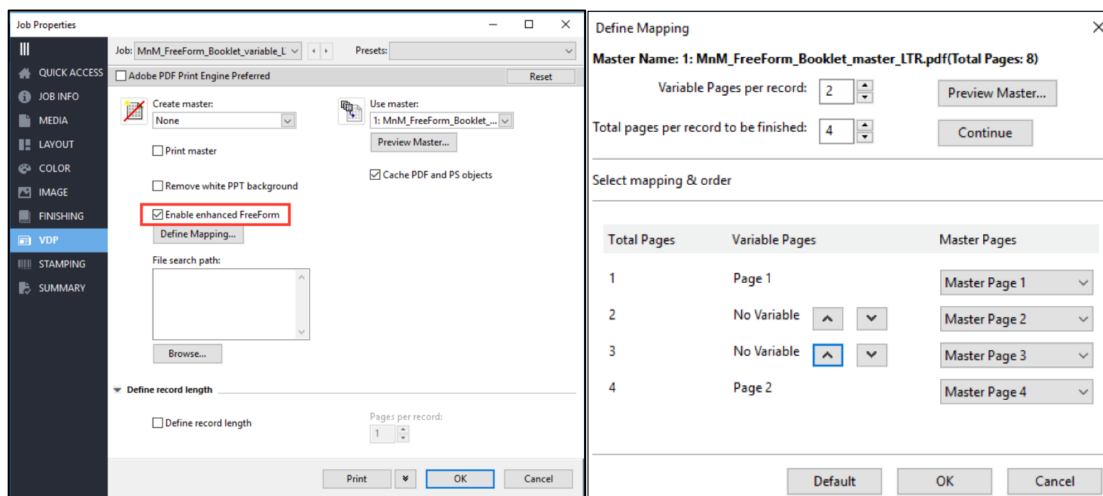 Job Properties
Job: MnM_FreeForm_Booklet_variable_L
Presets:
QUICK ACCESS
JOB INFO
MEDIA
LAYOUT
COLOR
IMAGE
FINISHING
VDP
STAMPING
SUMMARY
Adobe PDF Print Engine Preferred
Reset
Create master:
None
Use master:
1: MnM_FreeForm_Booklet_...
Preview Master...
Print master
Cache PDF and PS objects
Remove white PPT background
Enable enhanced FreeForm
Define Mapping...
File search path:
Browse...
Define record length
Define record length
Pages per record:
1
Print
OK
Cancel
Define Mapping
Master Name: 1: MnM_FreeForm_Booklet_master_LTR.pdf(Total Pages: 8)
Variable Pages per record: 2
Preview Master...
Total pages per record to be finished: 4
Continue
Select mapping & order
Total Pages Variable Pages Master Pages
1 Page 1 Master Page 1
2 No Variable Master Page 2
3 No Variable Master Page 3
4 Page 2 Master Page 4
Default
OK
Cancel